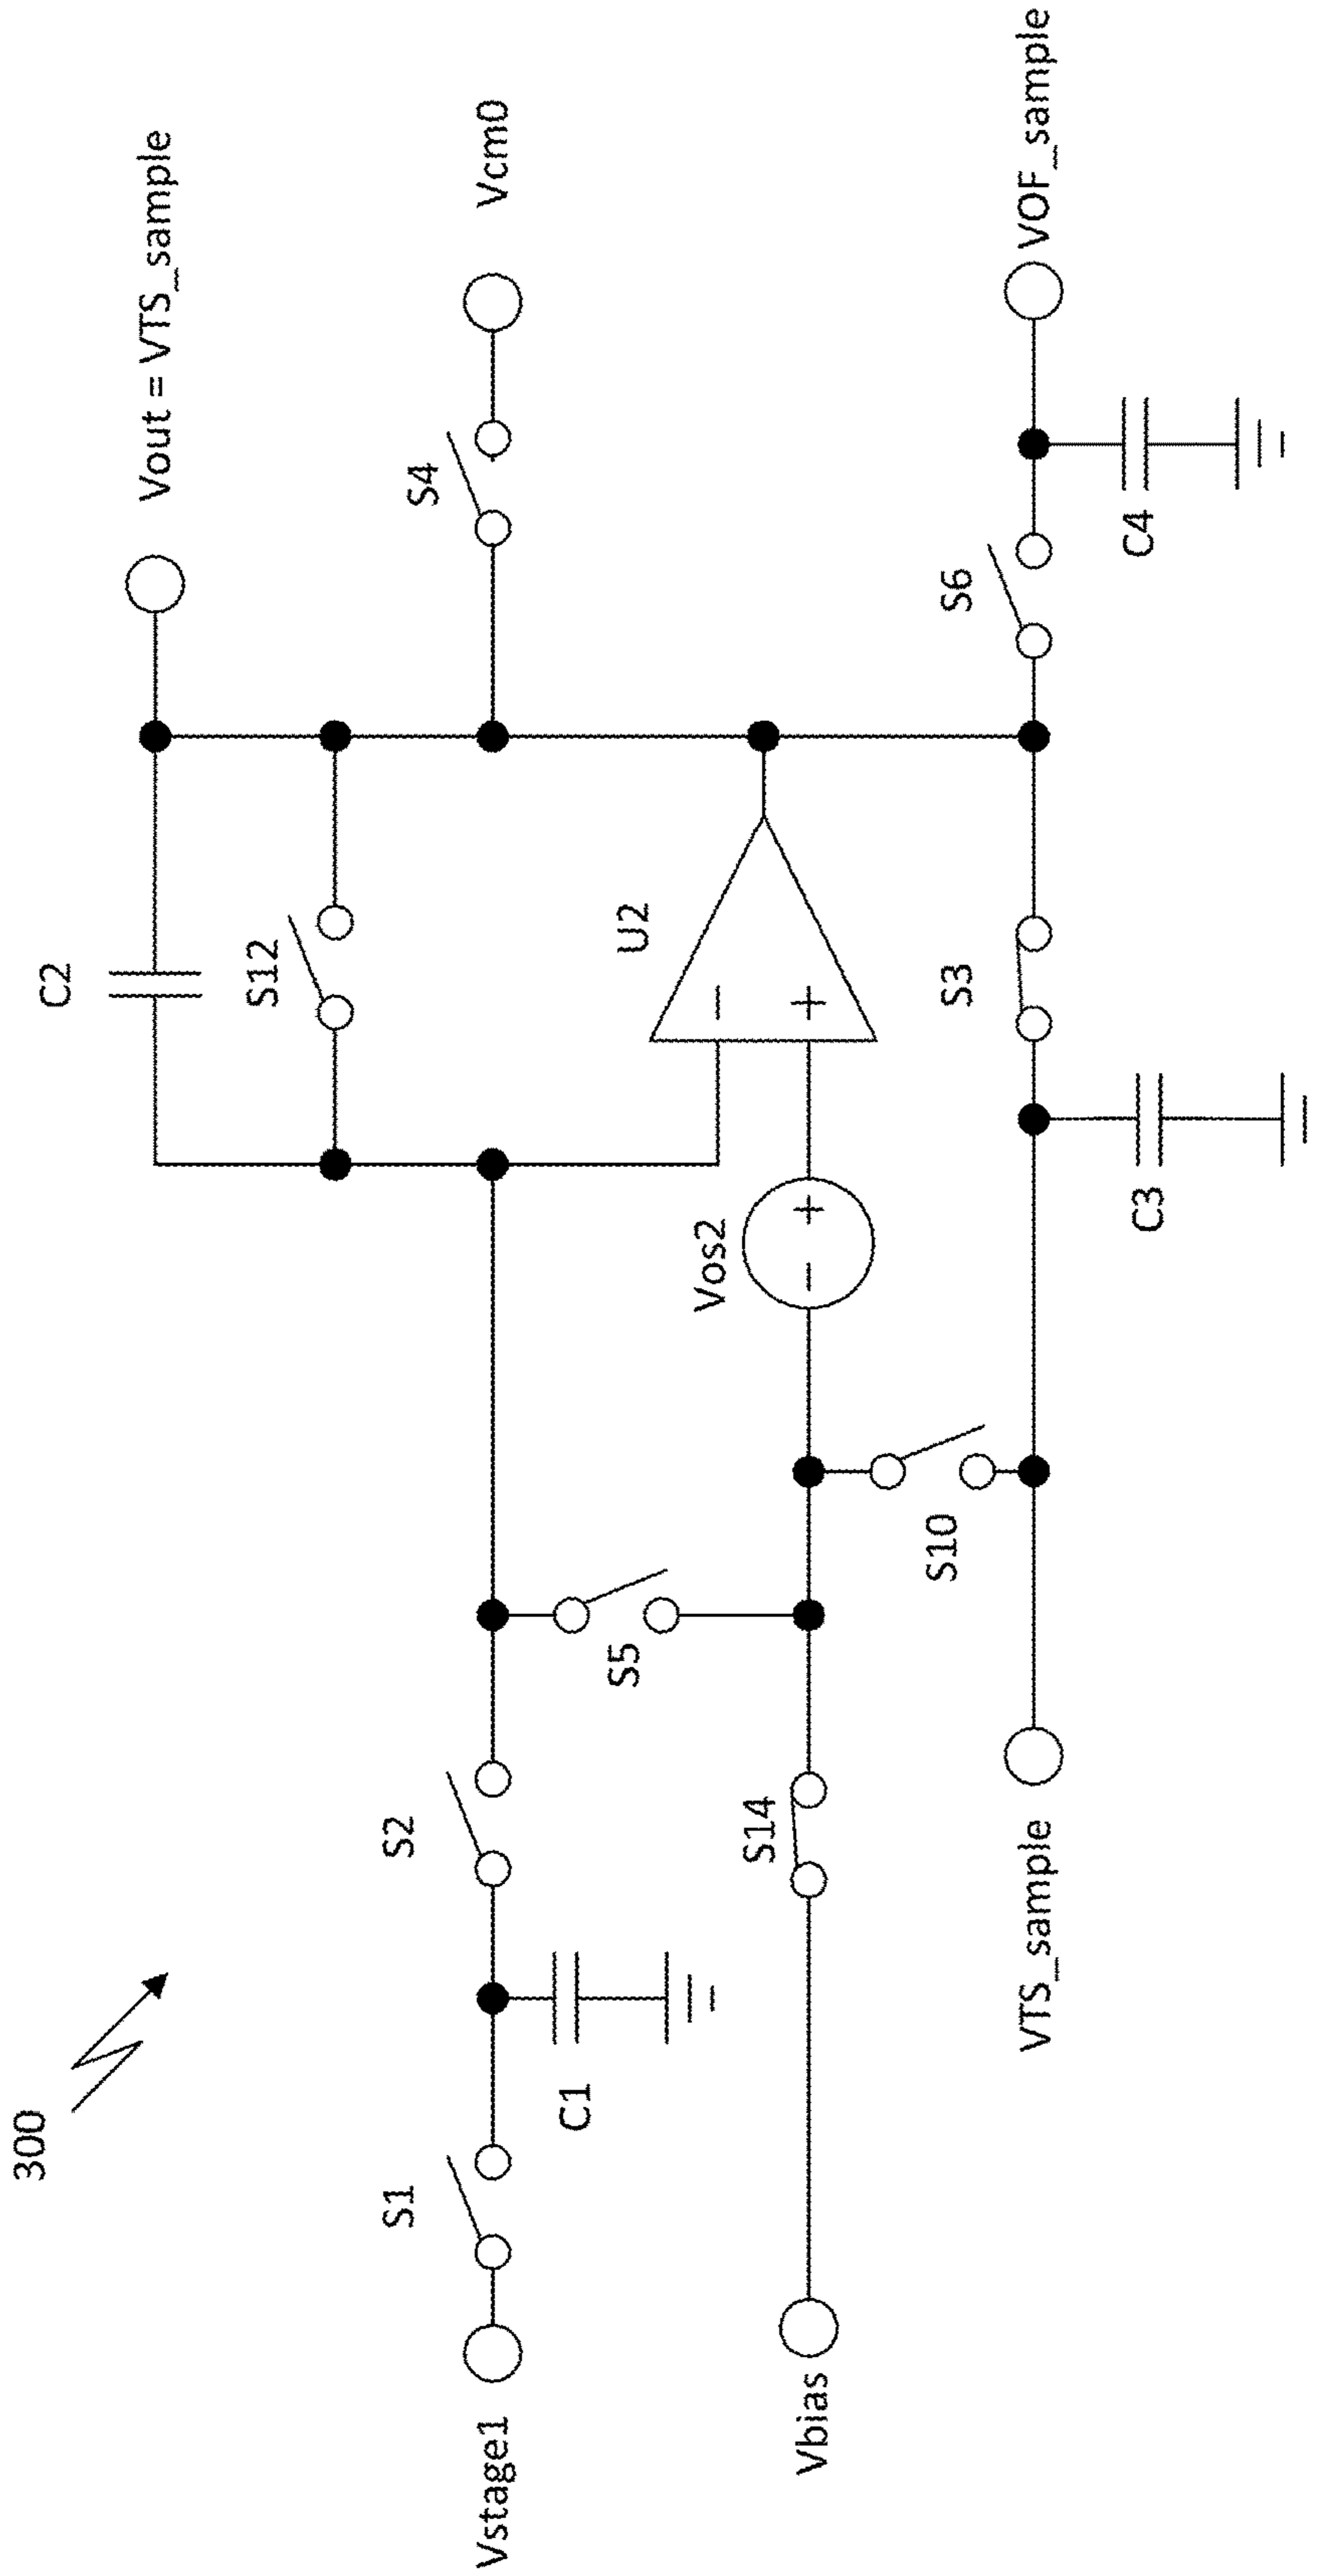 300
Vout = VTS_sample
C2
S12
S4
Vcm0
Vstage1
S1
C1
S2
S5
U2
−
+
Vos2
−
+
Vbias
S14
S10
VTS_sample
C3
S3
S6
C4
VOF_sample